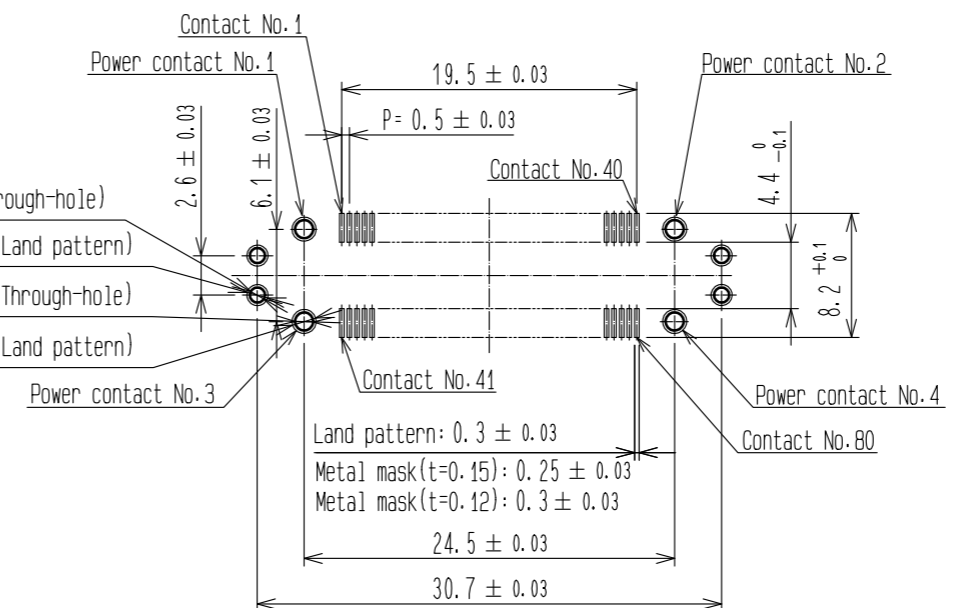 Contact No.1
Power contact No.1
Power contact No.2
19.5 ± 0.03
P= 0.5 ± 0.03
2.6 ± 0.03
6.1 ± 0.03
Contact No.40
4.4 0 -0.1
rough-hole)
Land pattern)
8.2 +0.1 0
Through-hole)
Land pattern)
Contact No.41
Power contact No.3
Power contact No.4
Land pattern: 0.3 ± 0.03
Contact No.80
Metal mask(t=0.15): 0.25 ± 0.03
Metal mask(t=0.12): 0.3 ± 0.03
24.5 ± 0.03
30.7 ± 0.03